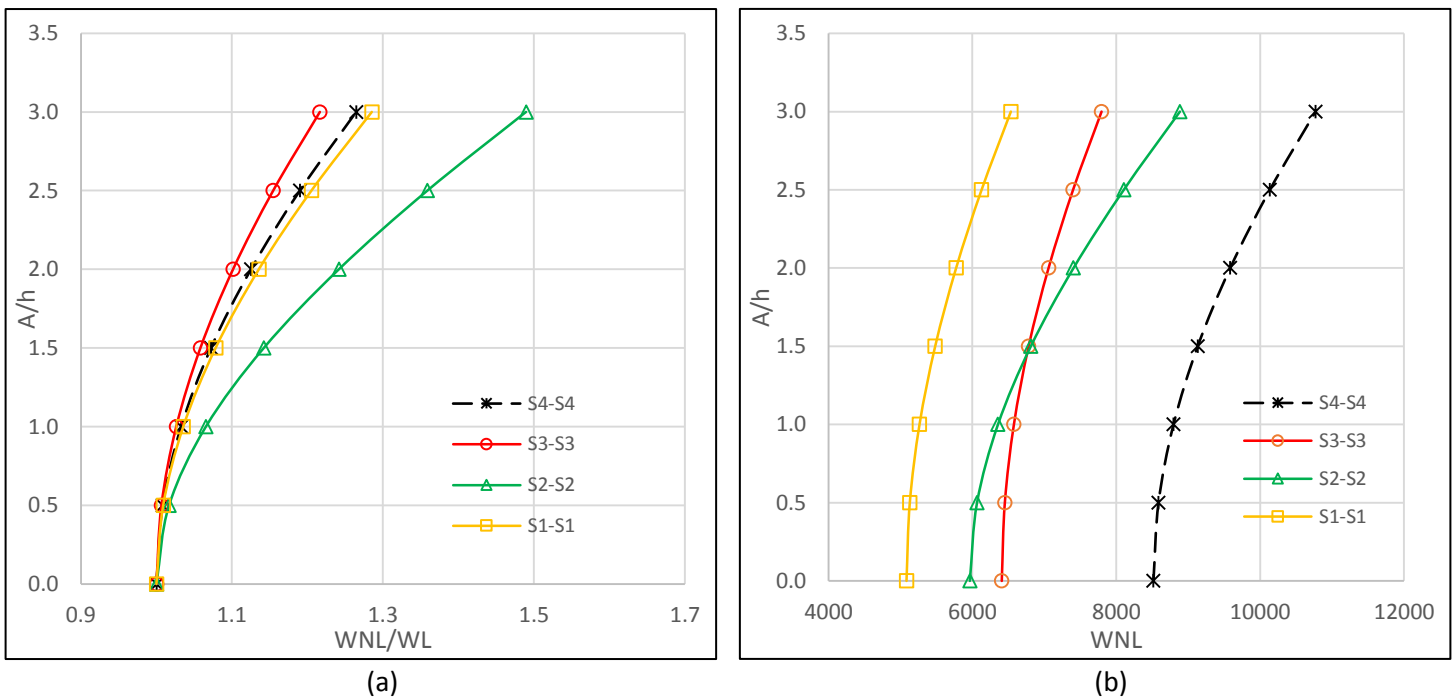 3.5
3.0
2.5
2.0
1.5
1.0
0.5
0.0
A/h
0.9 1.1 1.3 1.5 1.7
WNL/WL
S4-S4
S3-S3
S2-S2
S1-S1
(a)
3.5
3.0
2.5
2.0
1.5
1.0
0.5
0.0
A/h
4000 6000 8000 10000 12000
WNL
S4-S4
S3-S3
S2-S2
S1-S1
(b)